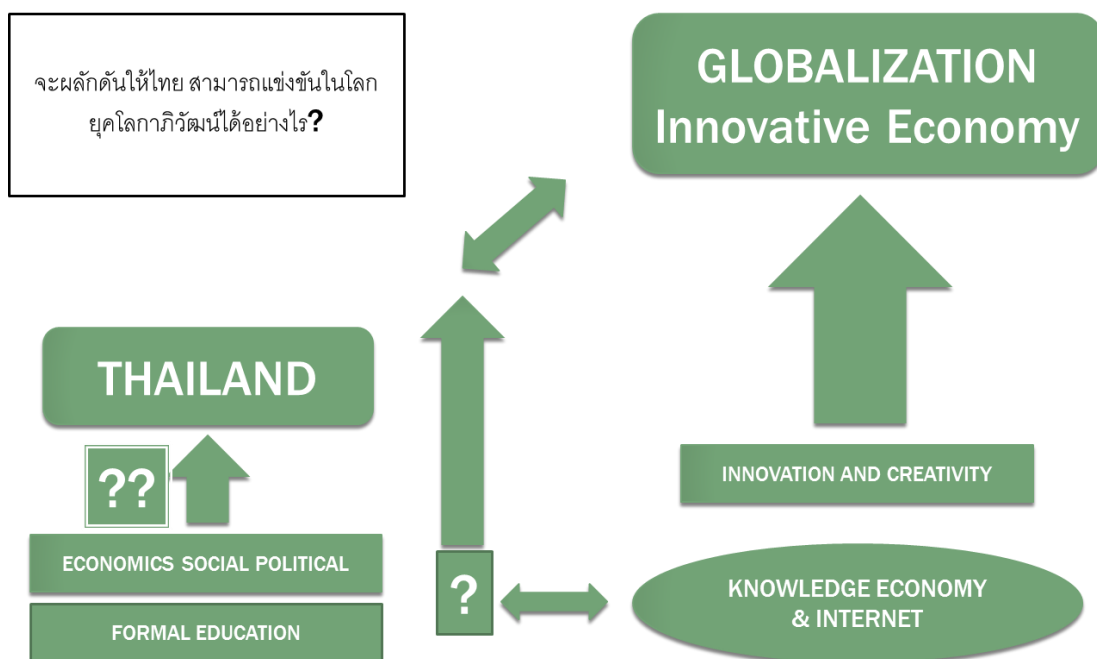 จะผลักดันให้ไทย สามารถแข่งขันในโลก
ยุคโลกาภิวัฒน์ได้อย่างไร?
GLOBALIZATION
Innovative Economy
THAILAND
??
ECONOMICS SOCIAL POLITICAL
FORMAL EDUCATION
?
INNOVATION AND CREATIVITY
KNOWLEDGE ECONOMY
& INTERNET